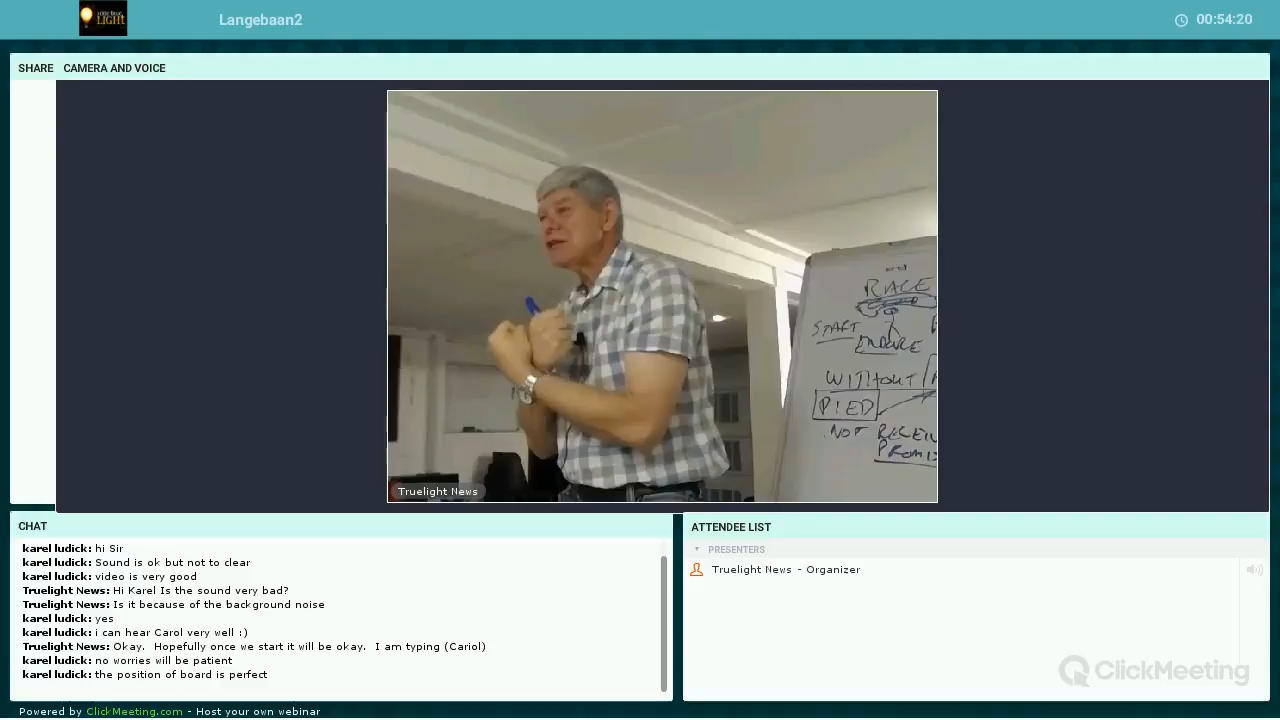 LIGHT
Langebaan2
00:54:20
SHARE CAMERA AND VOICE
RACE
START
ENDURE
WITHOUT
DIED
NOT RECEIV
PROMIS
Truelight News
CHAT
karel ludick: hi Sir
karel ludick: Sound is ok but not to clear
karel ludick: video is very good
Truelight News: Hi Karel Is the sound very bad?
Truelight News: Is it because of the background noise
karel ludick: yes
karel ludick: i can hear Carol very well :)
Truelight News: Okay. Hopefully once we start it will be okay. I am typing (Cariol)
karel ludick: no worries will be patient
karel ludick: the position of board is perfect
ATTENDEE LIST
PRESENTERS
Truelight News - Organizer
ClickMeeting
Powered by ClickMeeting.com - Host your own webinar